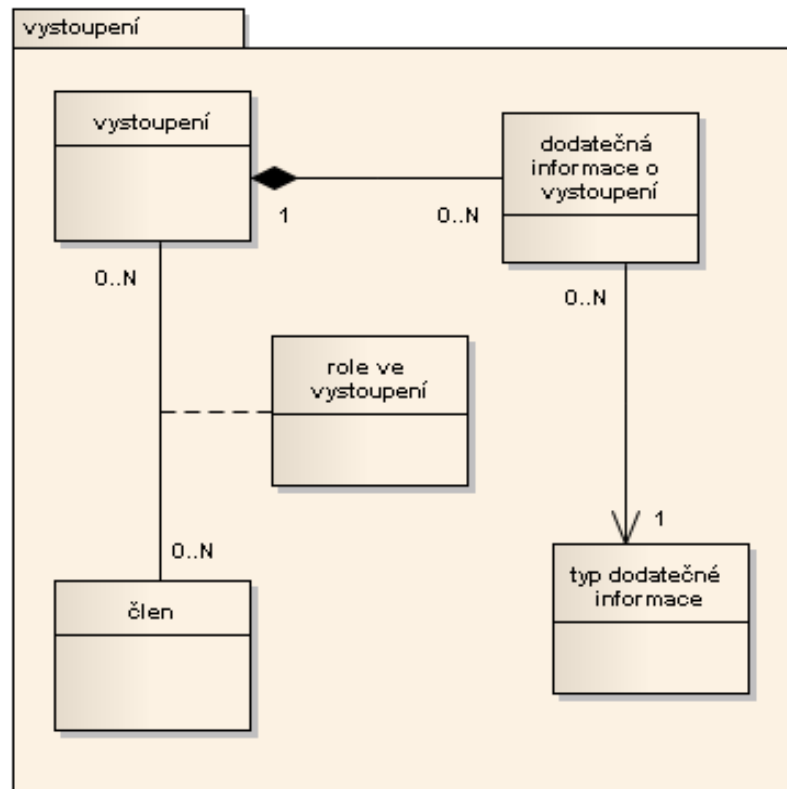 vystoupení
vystoupení
dodatečná
informace o
vystoupení
1
0..N
0..N
0..N
role ve
vystoupení
0..N
1
člen
typ dodatečné
informace